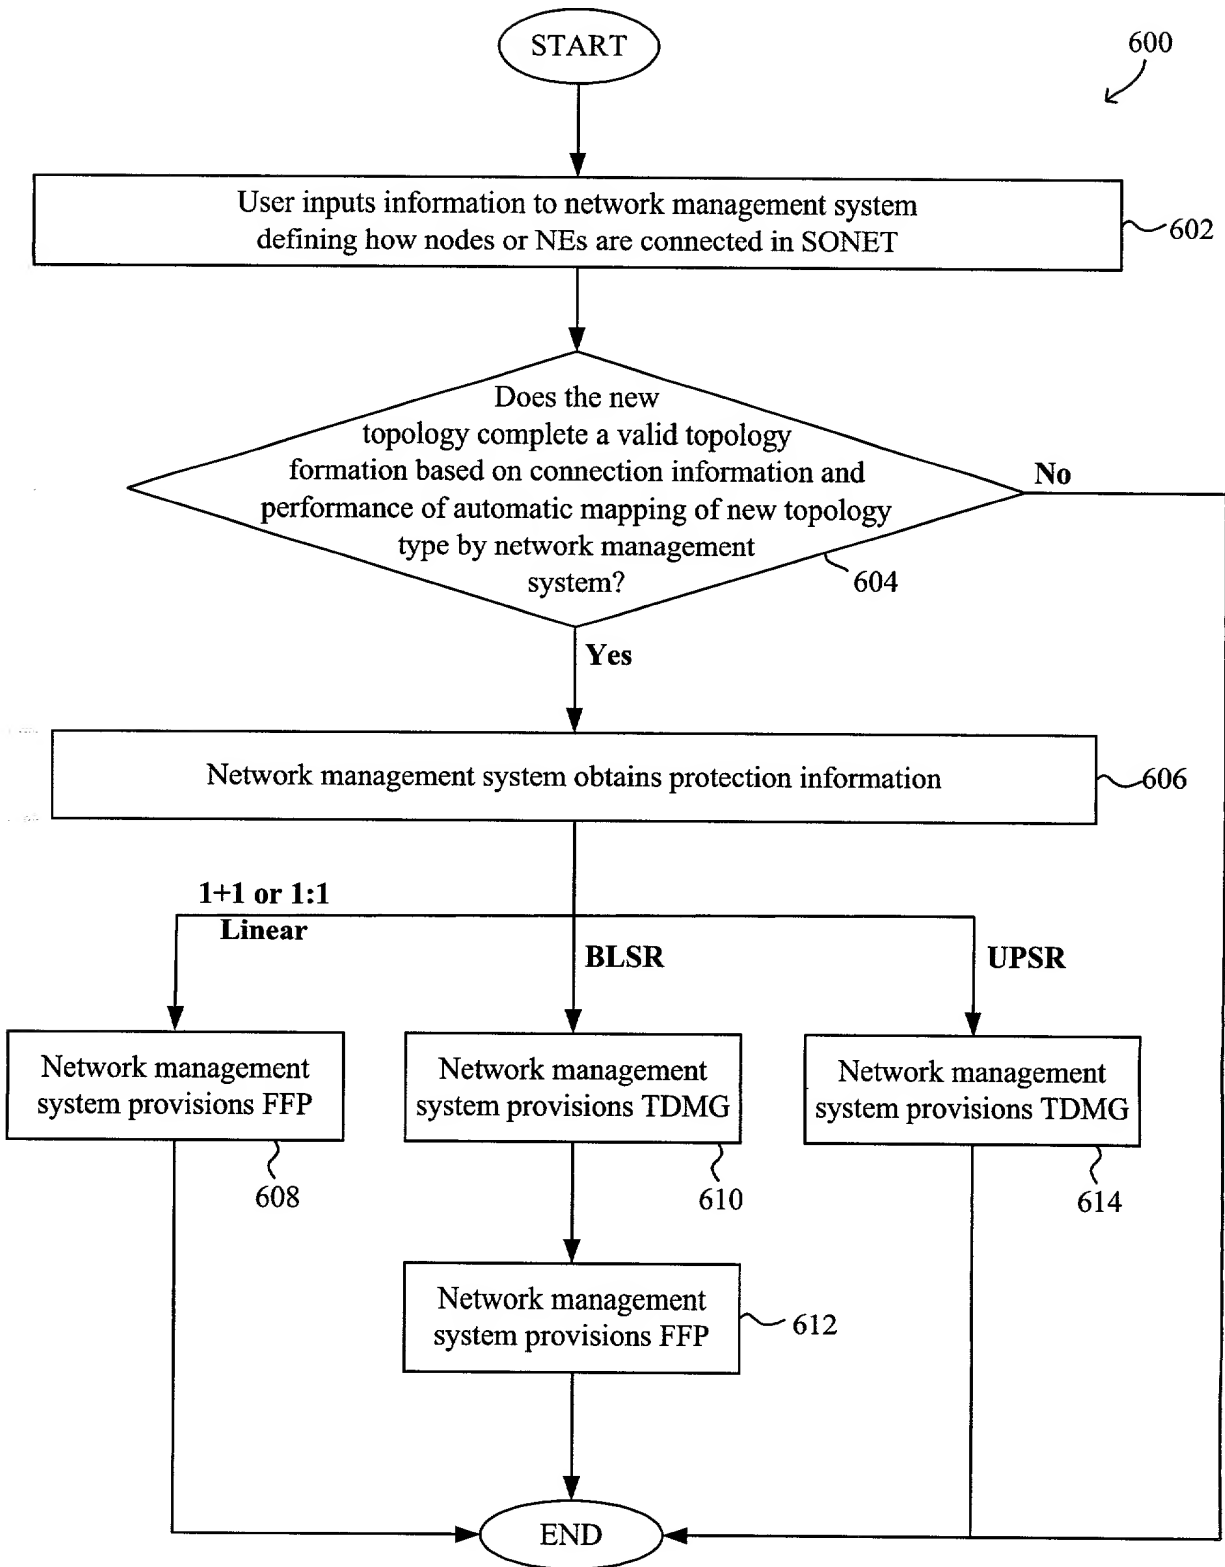 START
600
User inputs information to network management system
defining how nodes or NEs are connected in SONET
602
Does the new
topology complete a valid topology
formation based on connection information and
performance of automatic mapping of new topology
type by network management
system?
No
604
Yes
Network management system obtains protection information
606
1+1 or 1:1
Linear
BLSR
UPSR
Network management
system provisions FFP
608
Network management
system provisions TDMG
610
Network management
system provisions TDMG
614
Network management
system provisions FFP
612
END